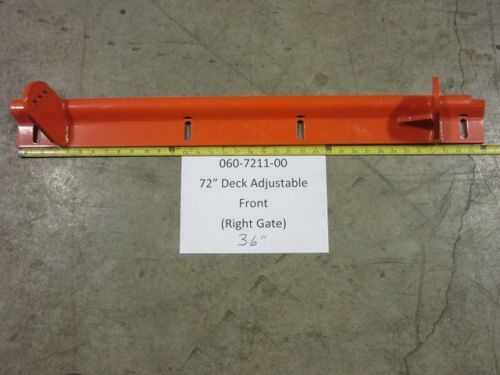 060-7211-00
72" Deck Adjustable
Front
(Right Gate)
36"